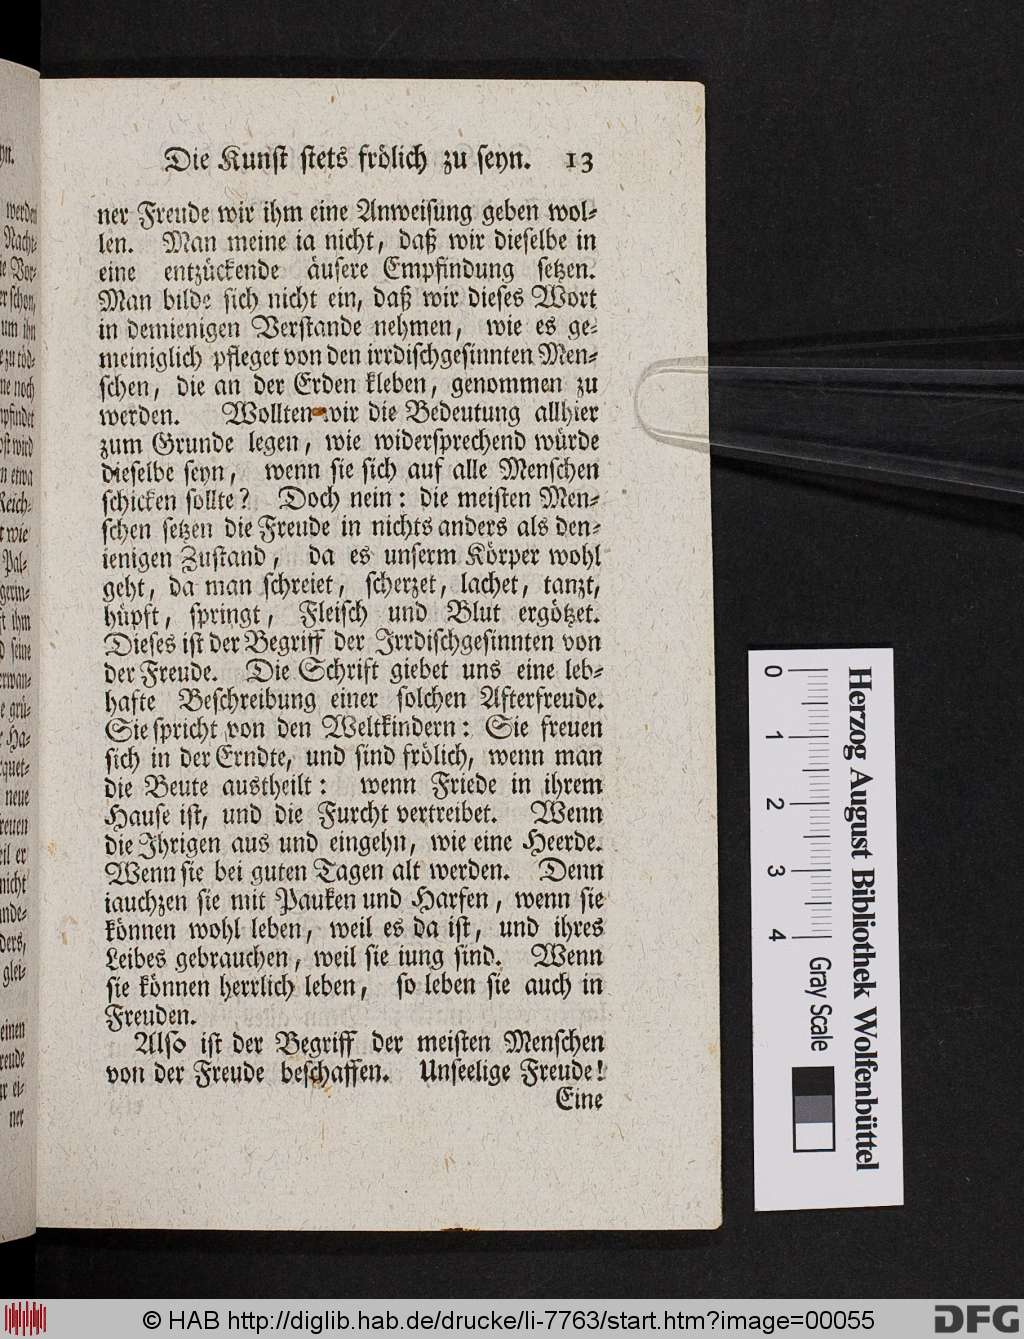 Die Kunst stets frölich zu seyn. 13
ner Freude wir ihm eine Anweisung geben wol-
len. Man meine ia nicht, daß wir dieselbe in
eine entzückende äusere Empfindung setzen.
Man bilde sich nicht ein, daß wir dieses Wort
in demienigen Verstande nehmen, wie es ge-
meiniglich pfleget von den irrdischgesinnten Men-
schen, die an der Erden kleben, genommen zu
werden. Wollten wir die Bedeutung allhier
zum Grunde legen, wie widersprechend würde
dieselbe seyn, wenn sie sich auf alle Menschen
schicken sollte? Doch nein: die meisten Men-
schen setzen die Freude in nichts anders als den-
ienigen Zustand, da es unserm Körper wohl
geht, da man schreiet, scherzet, lachet, tanzt,
hüpft, springt, Fleisch und Blut ergötzet.
Dieses ist der Begriff der Irrdischgesinnten von
der Freude. Die Schrift giebet uns eine leb-
hafte Beschreibung einer solchen Afterfreude.
Sie spricht von den Weltkindern: Sie freuen
sich in der Erndte, und sind frölich, wenn man
die Beute austheilt: wenn Friede in ihrem
Hause ist, und die Furcht vertreibet. Wenn
die Ihrigen aus und eingehn, wie eine Heerde.
Wenn sie bei guten Tagen alt werden. Denn
iauchzen sie mit Pauken und Harfen, wenn sie
können wohl leben, weil es da ist, und ihres
Leibes gebrauchen, weil sie iung sind. Wenn
sie können herrlich leben, so leben sie auch in
Freuden.
Also ist der Begriff der meisten Menschen
von der Freude beschaffen. Unseelige Freude!
Eine
werden
noch
wie
ihm
seine
neue
er
nicht
einen
ner
Herzog August Bibliothek Wolfenbüttel
0 1 2 3 4 Gray Scale
© HAB http://diglib.hab.de/drucke/li-7763/start.htm?image=00055
DFG